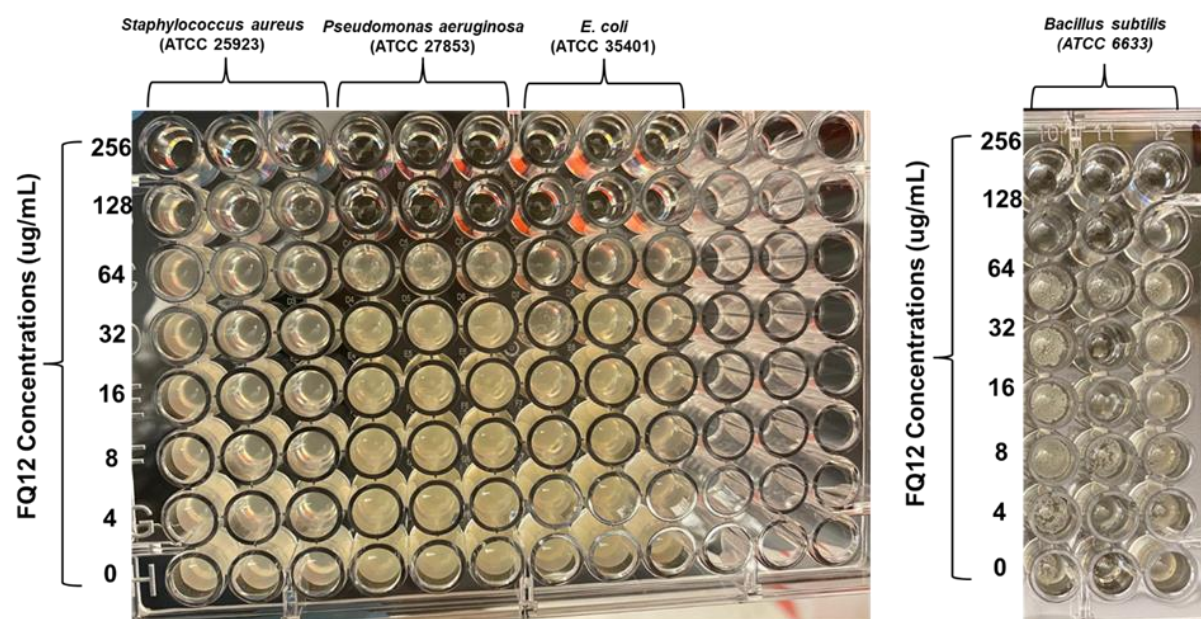 Staphylococcus aureus
(ATCC 25923)
Pseudomonas aeruginosa
(ATCC 27853)
E. coli
(ATCC 35401)
Bacillus subtilis
(ATCC 6633)
FQ12 Concentrations (ug/mL)
256
128
64
32
16
8
4
0
FQ12 Concentrations (ug/mL)
256
128
64
32
16
8
4
0
10 11 12
G
H